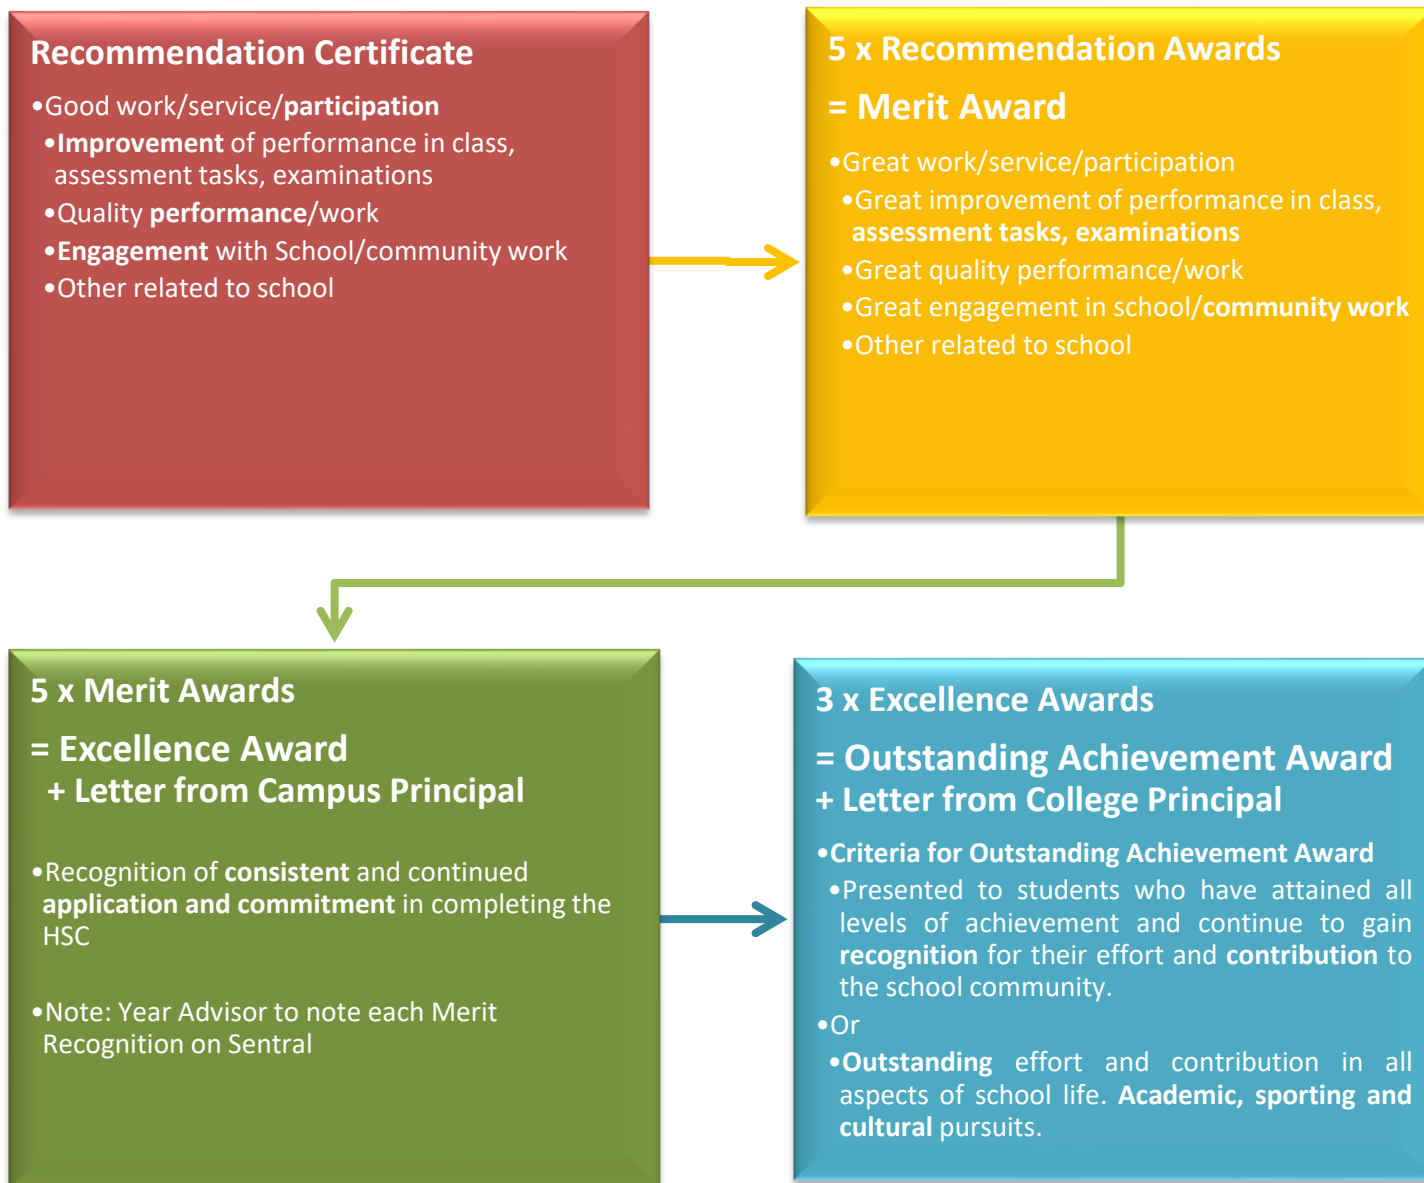 Recommendation Certificate
•Good work/service/participation
•Improvement of performance in class,
assessment tasks, examinations
•Quality performance/work
•Engagement with School/community work
•Other related to school
5 x Recommendation Awards
= Merit Award
•Great work/service/participation
•Great improvement of performance in class,
assessment tasks, examinations
•Great quality performance/work
•Great engagement in school/community work
•Other related to school
5 x Merit Awards
= Excellence Award
+ Letter from Campus Principal
•Recognition of consistent and continued
application and commitment in completing the
HSC
•Note: Year Advisor to note each Merit
Recognition on Sentral
3 x Excellence Awards
= Outstanding Achievement Award
+ Letter from College Principal
•Criteria for Outstanding Achievement Award
•Presented to students who have attained all
levels of achievement and continue to gain
recognition for their effort and contribution to
the school community.
•Or
•Outstanding effort and contribution in all
aspects of school life. Academic, sporting and
cultural pursuits.